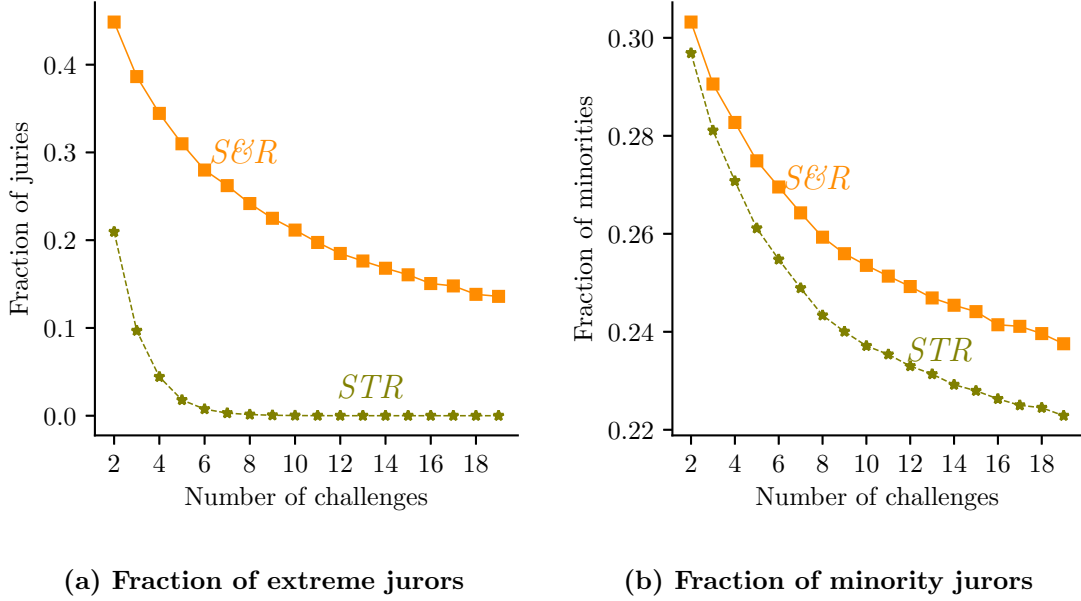 0.4
0.3
0.2
0.1
0.0
Fraction of juries
S&R
STR
2 4 6 8 10 12 14 16 18
Number of challenges
(a) Fraction of extreme jurors
0.30
0.28
0.26
0.24
0.22
Fraction of minorities
S&R
STR
2 4 6 8 10 12 14 16 18
Number of challenges
(b) Fraction of minority jurors